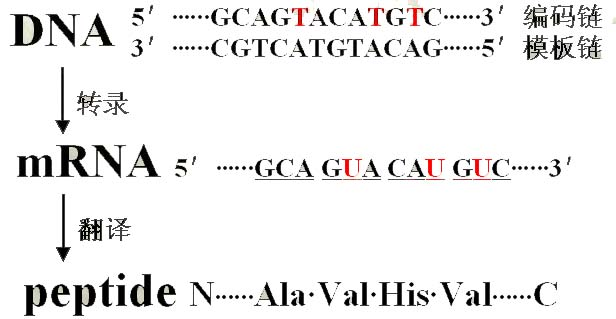 DNA 5′ ······GCAGTACATGTC······3′ 编码链
3′ ······CGTCATGTACAG······5′ 模板链
转录
mRNA 5′ ······GCA GUA CAU GUC······3′
翻译
peptide N······Ala·Val·His·Val······C